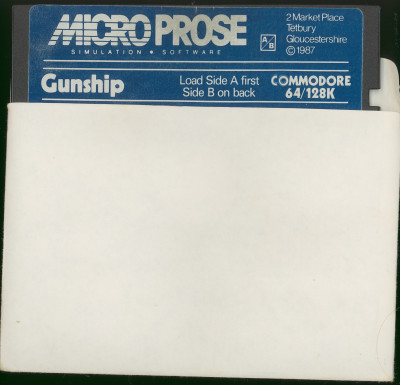 MICRO PROSE
SIMULATION • SOFTWARE
A/B
2 Market Place
Tetbury
Gloucestershire
©1987
Gunship
Load Side A first
Side B on back
COMMODORE
64/128K